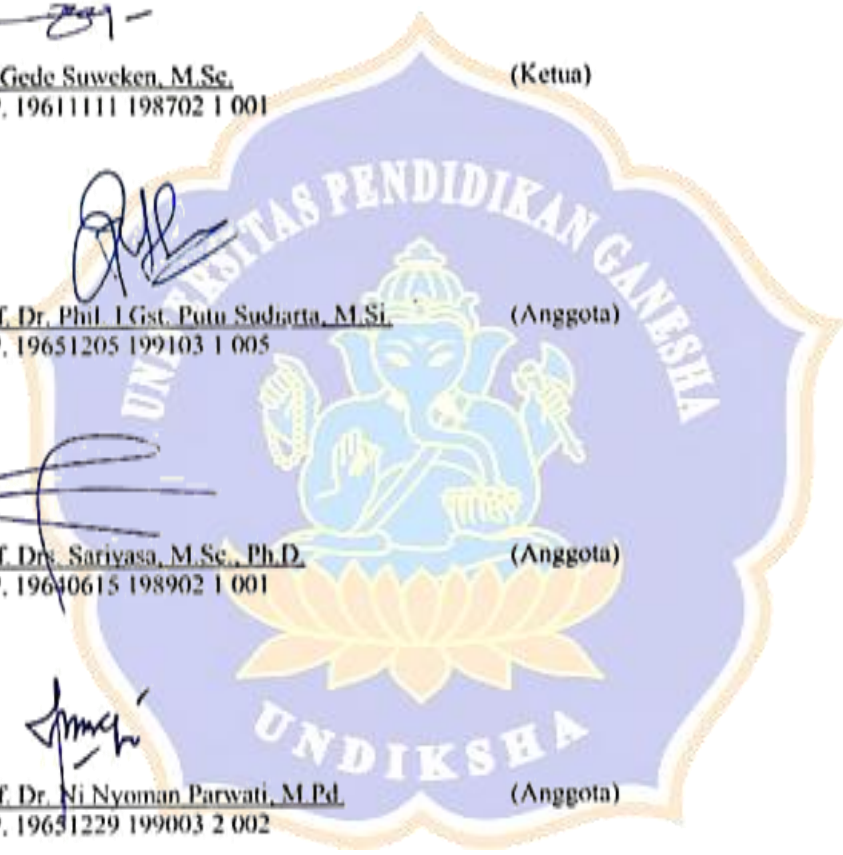 Gede Suweken, M.Sc. (Ketua)
. 19611111 198702 1 001
UNIVERSITAS PENDIDIKAN GANESHA
f. Dr. Phil. I Gst. Putu Sudiarta, M.Si. (Anggota)
. 19651205 199103 1 005
f. Drs. Sariyasa, M.Sc., Ph.D. (Anggota)
. 19640615 198902 1 001
UNDIKSHA
f. Dr. Ni Nyoman Parwati, M.Pd. (Anggota)
. 19651229 199003 2 002